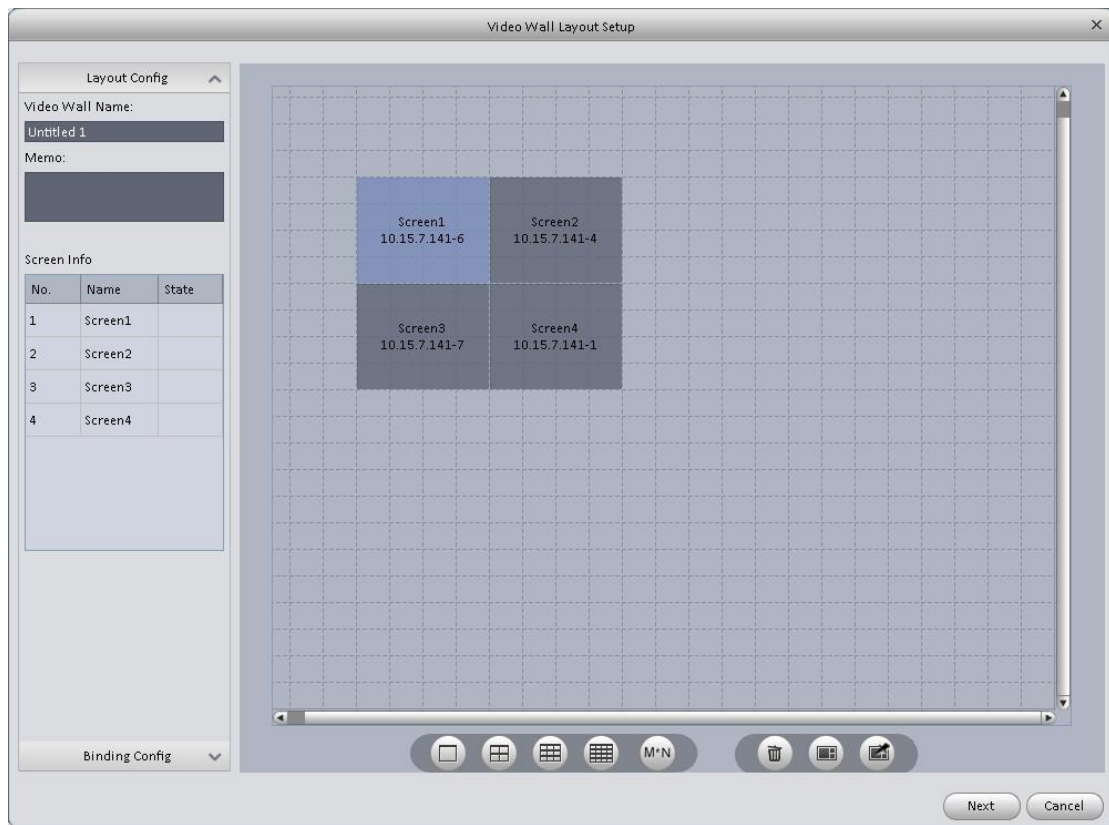 Video Wall Layout Setup
Layout Config
Video Wall Name:
Untitled 1
Memo:
Screen Info
No. Name State
1 Screen1
2 Screen2
3 Screen3
4 Screen4
Binding Config
Screen1
10.15.7.141-6
Screen2
10.15.7.141-4
Screen3
10.15.7.141-7
Screen4
10.15.7.141-1
M*N
Next
Cancel